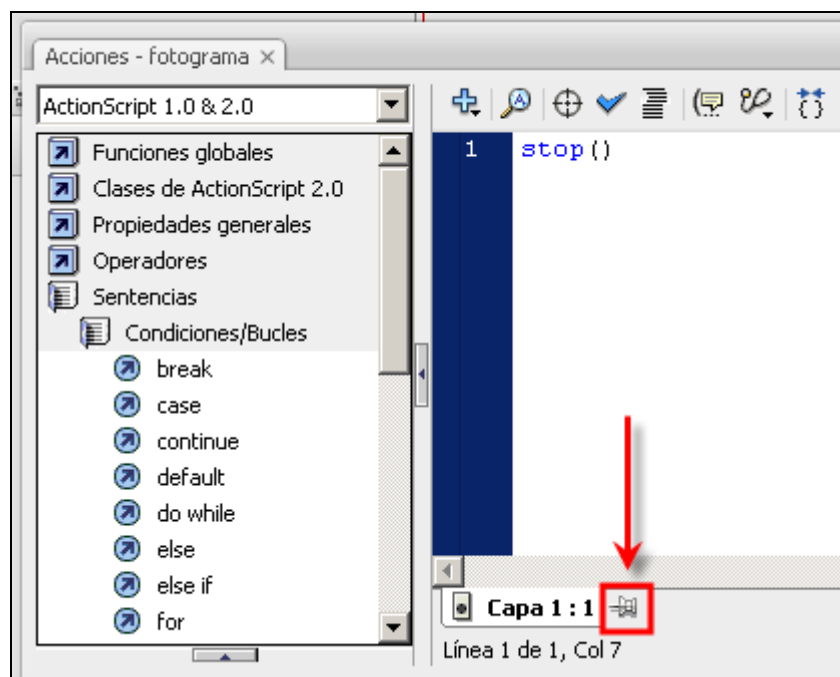 Acciones - fotograma
ActionScript 1.0 & 2.0
Funciones globales
Clases de ActionScript 2.0
Propiedades generales
Operadores
Sentencias
Condiciones/Bucles
break
case
continue
default
do while
else
else if
for
1 stop()
Capa 1 : 1
Línea 1 de 1, Col 7